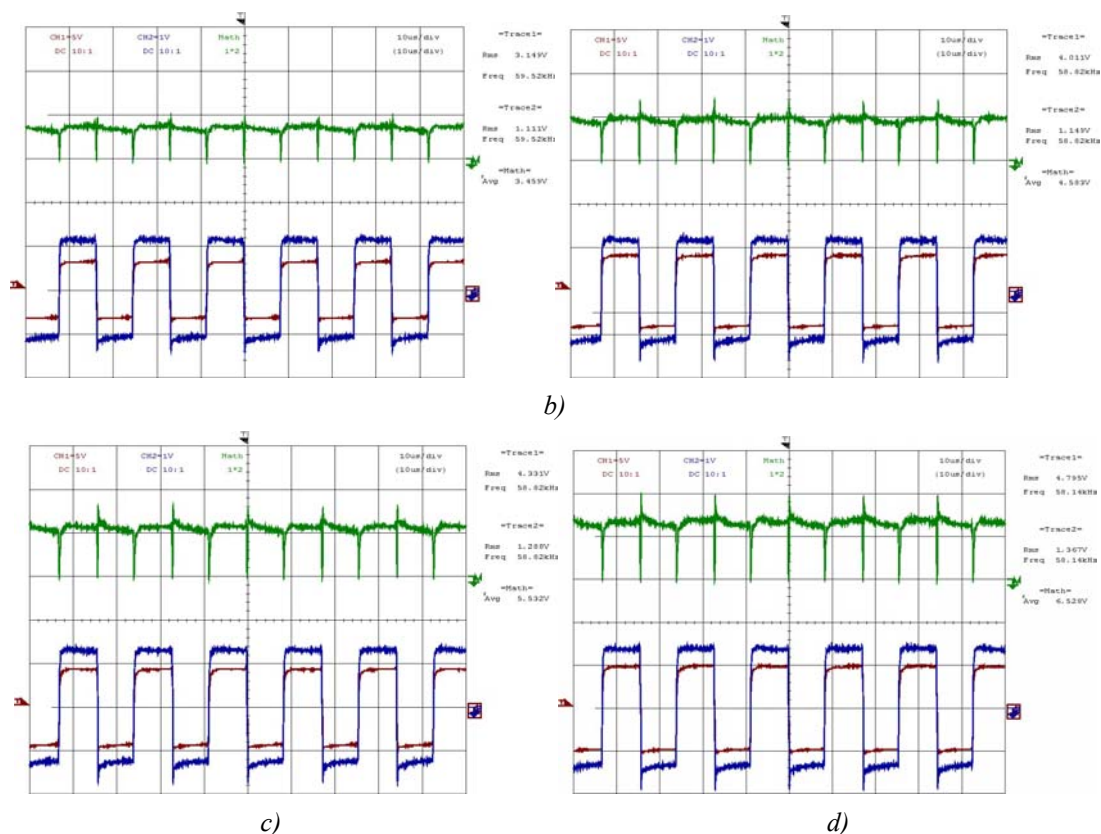 CH1=5V CH2=1V Math 10us/div
DC 10:1 DC 10:1 1*2 (10us/div)
=Trace1=
Rms 3.149V
Freq 59.52kHz
=Trace2=
Rms 1.111V
Freq 59.52kHz
=Math=
Avg 3.459V
CH1=5V CH2=1V Math 10us/div
DC 10:1 DC 10:1 1*2 (10us/div)
=Trace1=
Rms 4.011V
Freq 58.82kHz
=Trace2=
Rms 1.149V
Freq 58.82kHz
=Math=
Avg 4.583V
b)
CH1=5V CH2=1V Math 10us/div
DC 10:1 DC 10:1 1*2 (10us/div)
=Trace1=
Rms 4.331V
Freq 58.82kHz
=Trace2=
Rms 1.288V
Freq 58.82kHz
=Math=
Avg 5.532V
CH1=5V CH2=1V Math 10us/div
DC 10:1 DC 10:1 1*2 (10us/div)
=Trace1=
Rms 4.795V
Freq 58.14kHz
=Trace2=
Rms 1.367V
Freq 58.14kHz
=Math=
Avg 6.528V
c) d)